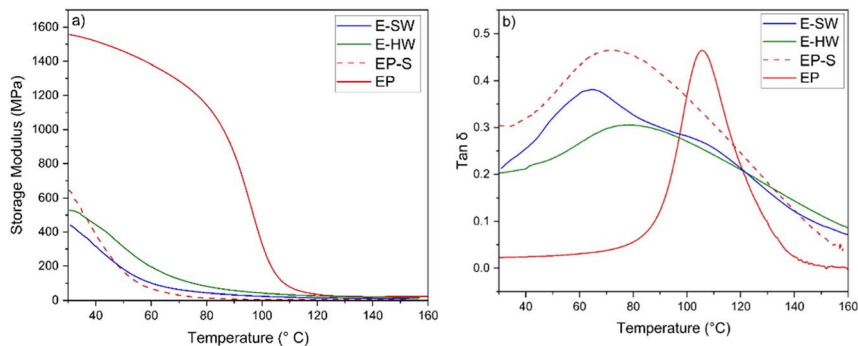 a)
E-SW
E-HW
EP-S
EP
Storage Modulus (MPa)
1600
1400
1200
1000
800
600
400
200
0
40 60 80 100 120 140 160
Temperature (° C)
b)
E-SW
E-HW
EP-S
EP
Tan δ
0.5
0.4
0.3
0.2
0.1
0.0
40 60 80 100 120 140 160
Temperature (°C)